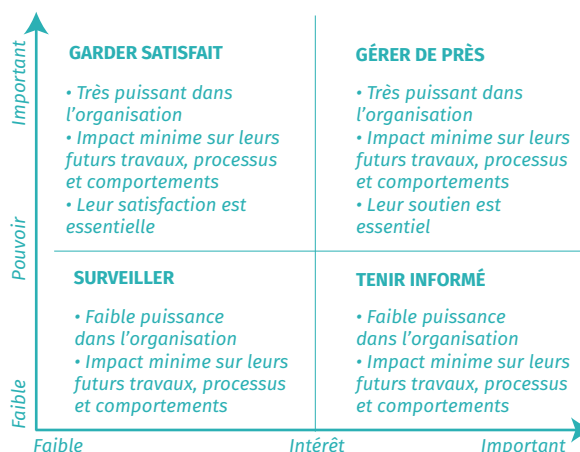 Important
Pouvoir
Faible
GARDER SATISFAIT
• Très puissant dans
l'organisation
• Impact minime sur leurs
futurs travaux, processus
et comportements
• Leur satisfaction est
essentielle
GÉRER DE PRÈS
• Très puissant dans
l'organisation
• Impact minime sur leurs
futurs travaux, processus
et comportements
• Leur soutien est
essentiel
SURVEILLER
• Faible puissance
dans l'organisation
• Impact minime sur leurs
futurs travaux, processus
et comportements
TENIR INFORMÉ
• Faible puissance
dans l'organisation
• Impact minime sur leurs
futurs travaux, processus
et comportements
Faible
Intérêt
Important